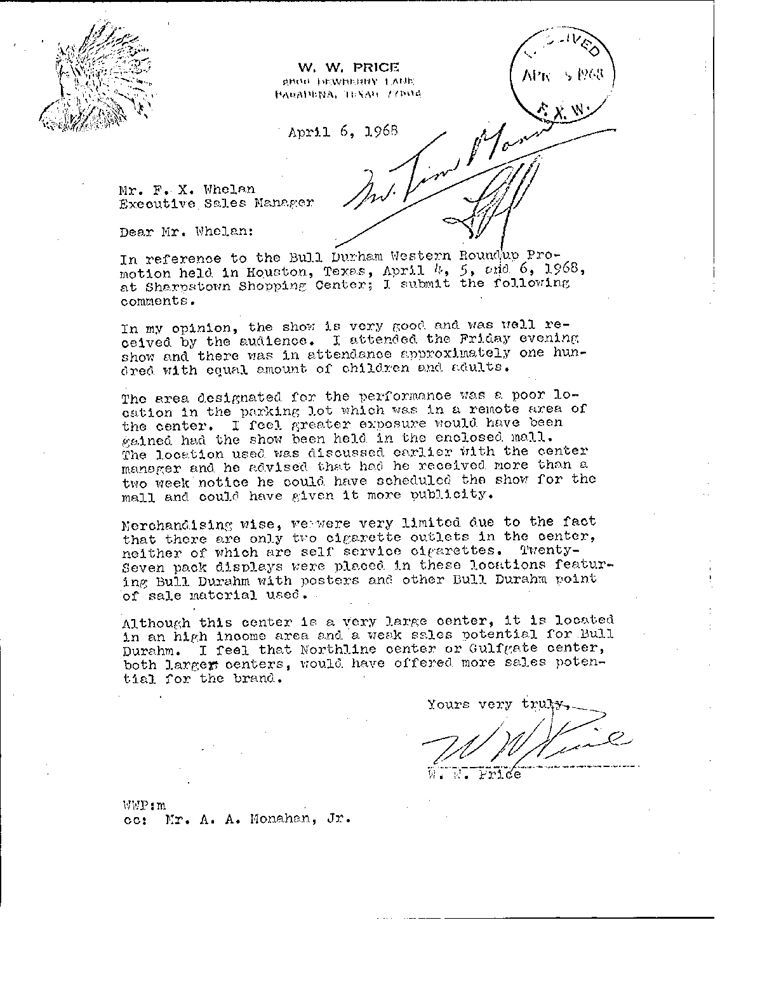 W. W. PRICE
PASADENA, TEXAS
RECEIVED
APR 1968
F. X. W.
April 6, 1968
Mr. Tim Mann
Mr. F. X. Whelan
Executive Sales Manager
Dear Mr. Whelan:
In reference to the Bull Durham Western Roundup Pro-
motion held in Houston, Texas, April 4, 5, and 6, 1968,
at Sharpstown Shopping Center; I submit the following
comments.
In my opinion, the show is very good and was well re-
ceived by the audience. I attended the Friday evening
show and there was in attendance approximately one hun-
dred with equal amount of children and adults.
The area designated for the performance was a poor lo-
cation in the parking lot which was in a remote area of
the center. I feel greater exposure would have been
gained had the show been held in the enclosed mall.
The location used was discussed earlier with the center
manager and he advised that had he received more than a
two week notice he could have scheduled the show for the
mall and could have given it more publicity.
Merchandising wise, we were very limited due to the fact
that there are only two cigarette outlets in the center,
neither of which are self service cigarettes. Twenty-
Seven pack displays were placed in these locations featur-
ing Bull Durahm with posters and other Bull Durahm point
of sale material used.
Although this center is a very large center, it is located
in an high income area and a weak sales potential for Bull
Durahm. I feel that Northline center or Gulfgate center,
both larger centers, would have offered more sales poten-
tial for the brand.
Yours very truly,
W W Price
W. W. Price
WWP:m
cc: Mr. A. A. Monahan, Jr.